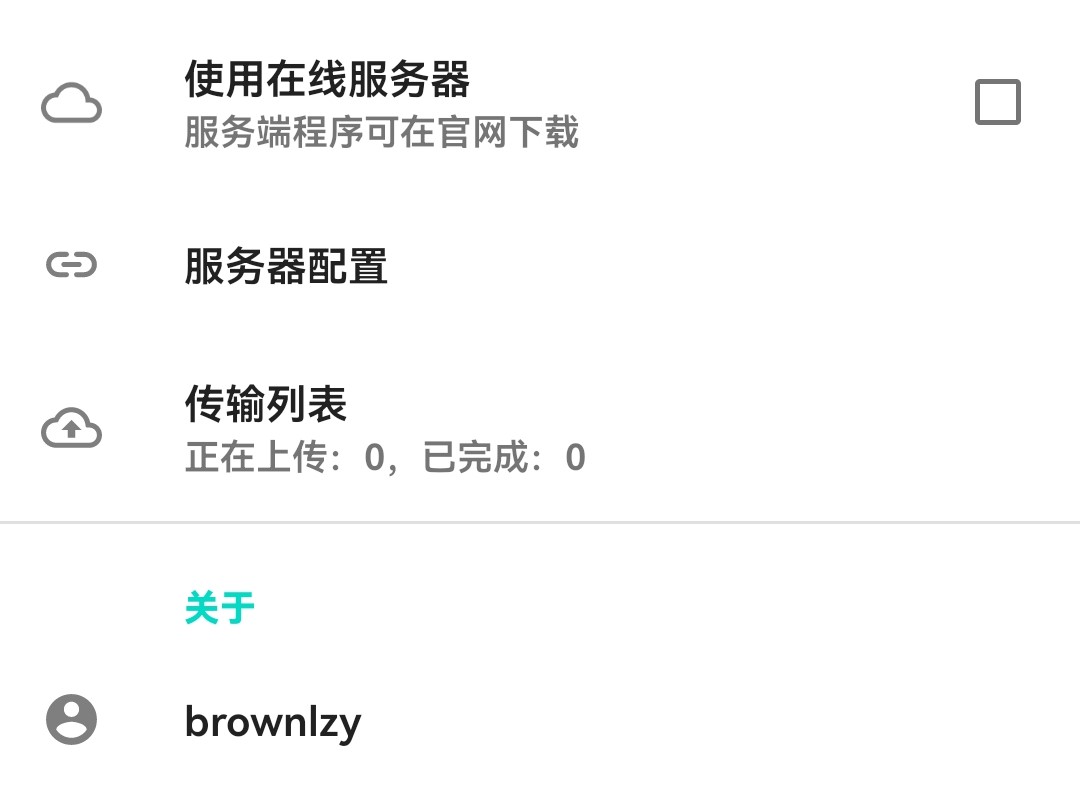 使用在线服务器
服务端程序可在官网下载
服务器配置
传输列表
正在上传：0，已完成：0
关于
brownlzy